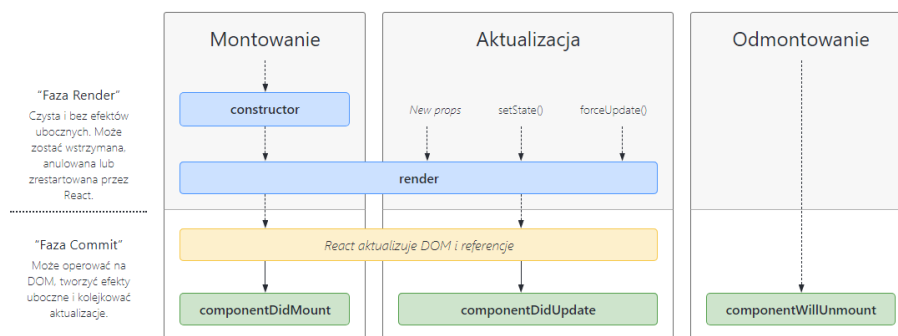 Montowanie
Aktualizacja
Odmontowanie
"Faza Render"
Czysta i bez efektów
ubocznych. Może
zostać wstrzymana,
anulowana lub
zrestartowana przez
React.
constructor
New props
setState()
forceUpdate()
render
"Faza Commit"
Może operować na
DOM, tworzyć efekty
uboczne i kolejkować
aktualizacje.
React aktualizuje DOM i referencje
componentDidMount
componentDidUpdate
componentWillUnmount